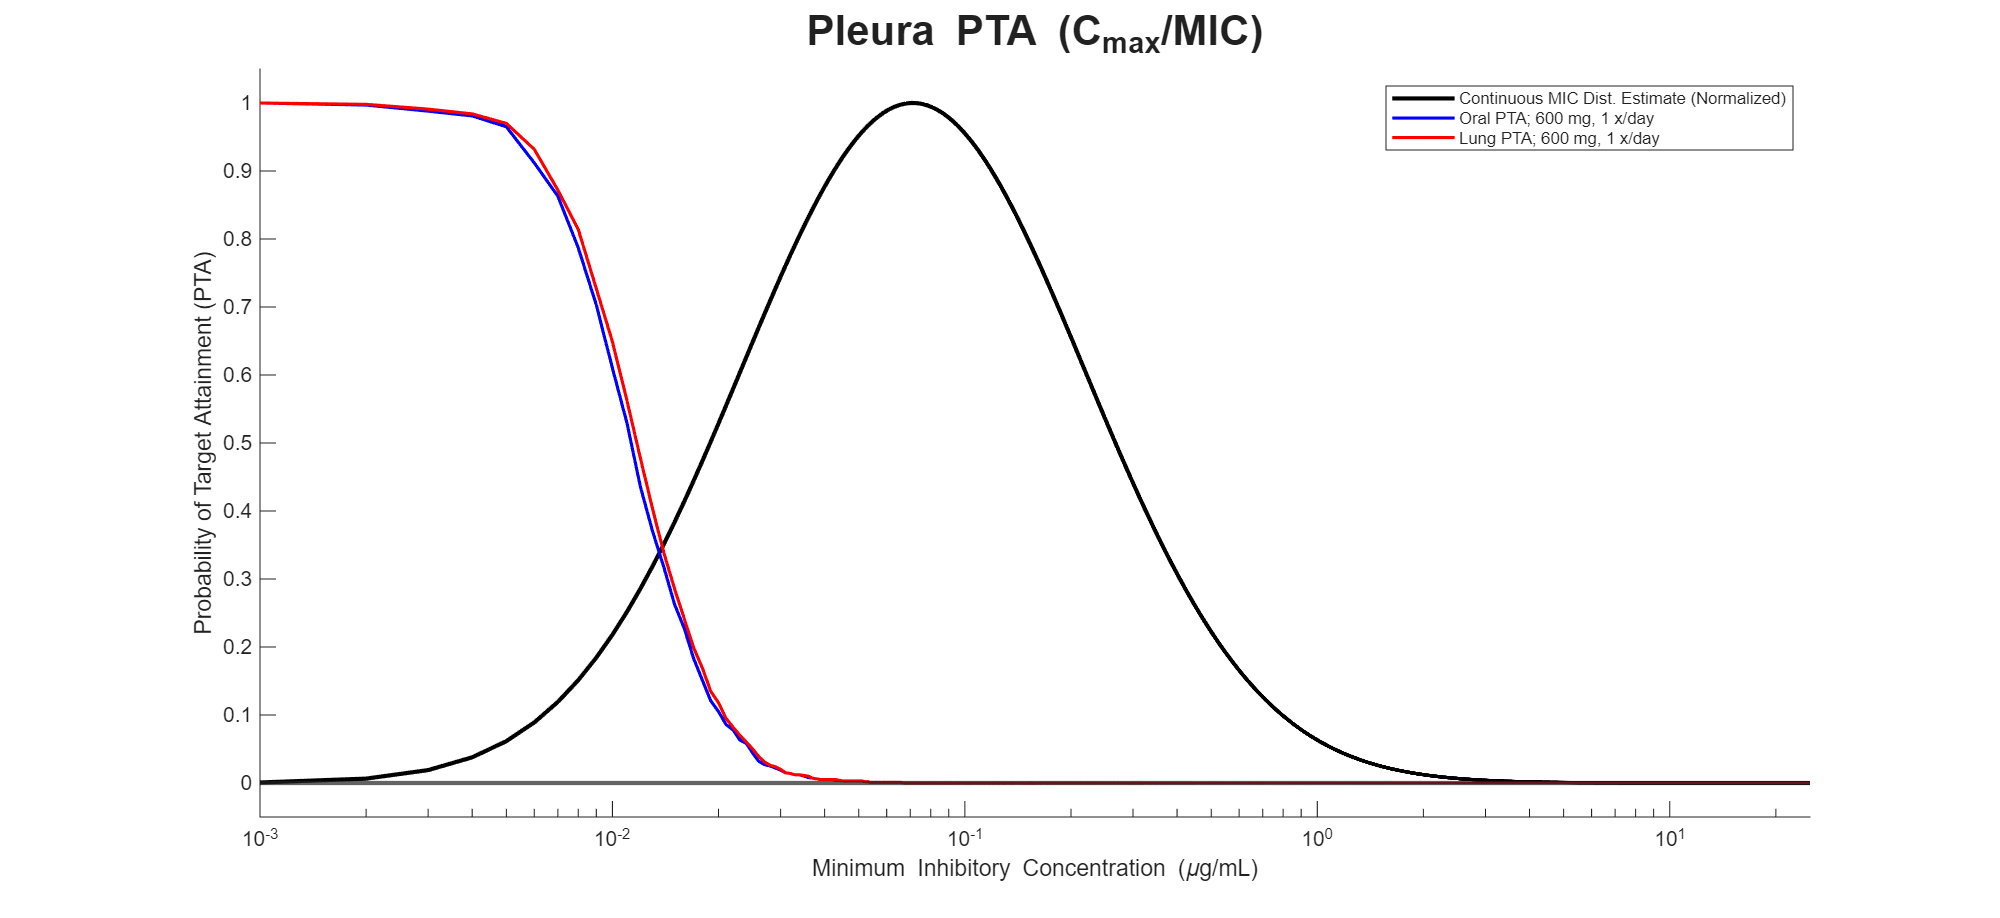 Pleura PTA (Cmax/MIC)
Continuous MIC Dist. Estimate (Normalized)
Oral PTA; 600 mg, 1 x/day
Lung PTA; 600 mg, 1 x/day
Probability of Target Attainment (PTA)
1
0.9
0.8
0.7
0.6
0.5
0.4
0.3
0.2
0.1
0
10-3 10-2 10-1 100 101
Minimum Inhibitory Concentration (µg/mL)